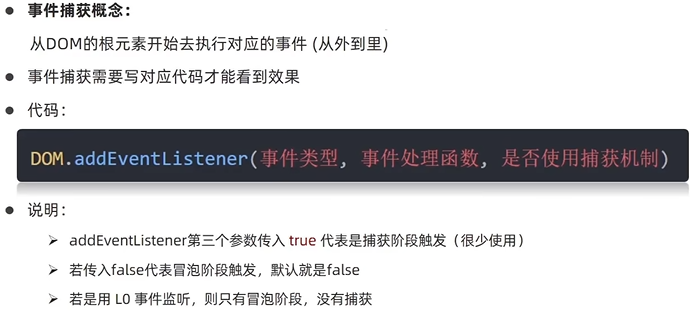 事件捕获概念：
从DOM的根元素开始去执行对应的事件 (从外到里)
事件捕获需要写对应代码才能看到效果
代码：
DOM.addEventListener(事件类型, 事件处理函数, 是否使用捕获机制)
说明：
addEventListener第三个参数传入 true 代表是捕获阶段触发（很少使用）
若传入false代表冒泡阶段触发，默认就是false
若是用 L0 事件监听，则只有冒泡阶段，没有捕获